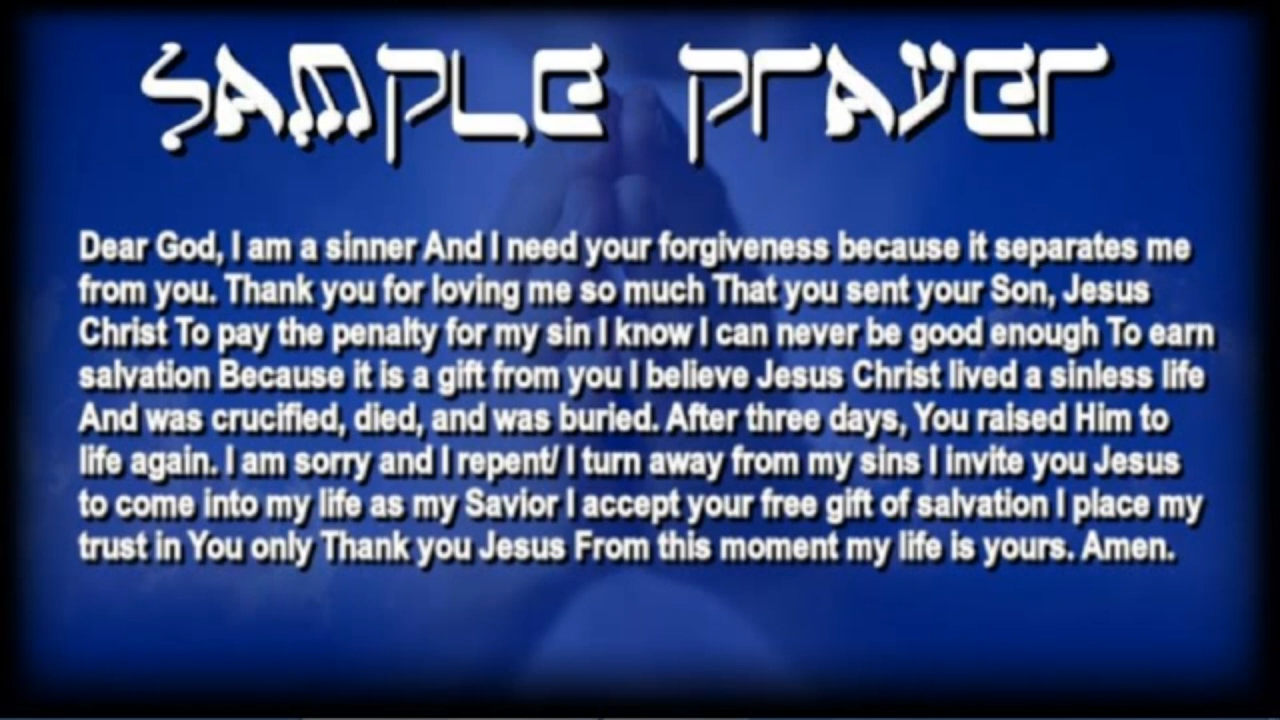 SAMPLE PRAYER
Dear God, I am a sinner And I need your forgiveness because it separates me
from you. Thank you for loving me so much That you sent your Son, Jesus
Christ To pay the penalty for my sin I know I can never be good enough To earn
salvation Because it is a gift from you I believe Jesus Christ lived a sinless life
And was crucified, died, and was buried. After three days, You raised Him to
life again. I am sorry and I repent/ I turn away from my sins I invite you Jesus
to come into my life as my Savior I accept your free gift of salvation I place my
trust in You only Thank you Jesus From this moment my life is yours. Amen.